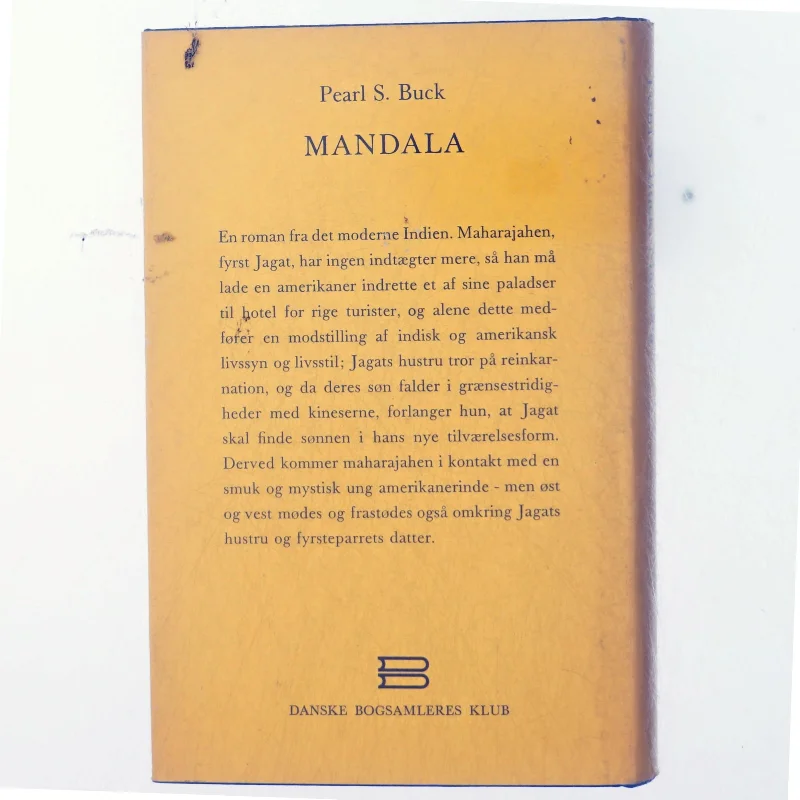 Pearl S. Buck
MANDALA
En roman fra det moderne Indien. Maharajahen,
fyrst Jagat, har ingen indtægter mere, så han må
lade en amerikaner indrette et af sine paladser
til hotel for rige turister, og alene dette med-
fører en modstilling af indisk og amerikansk
livssyn og livsstil; Jagats hustru tror på reinkar-
nation, og da deres søn falder i grænsestridig-
heder med kineserne, forlanger hun, at Jagat
skal finde sønnen i hans nye tilværelsesform.
Derved kommer maharajahen i kontakt med en
smuk og mystisk ung amerikanerinde - men øst
og vest mødes og frastødes også omkring Jagats
hustru og fyrsteparrets datter.
DANSKE BOGSAMLERES KLUB